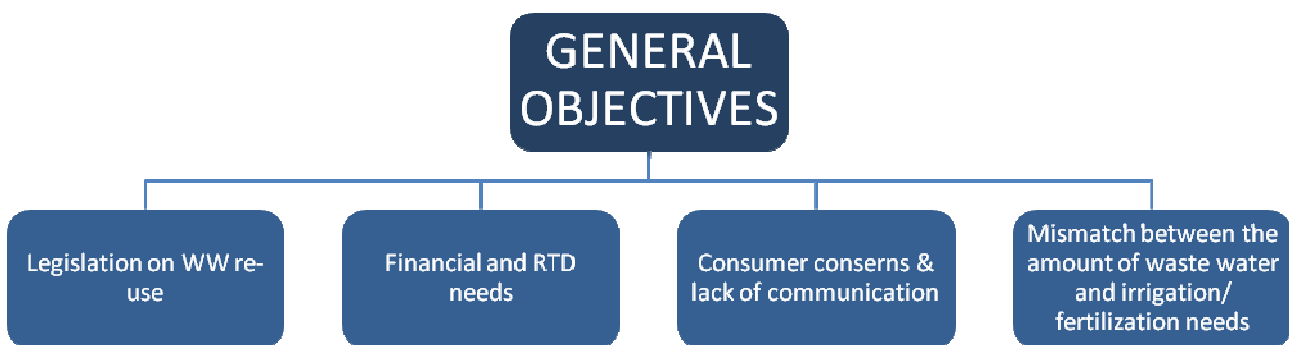 GENERAL
OBJECTIVES
Legislation on WW re-
use
Financial and RTD
needs
Consumer conserns &
lack of communication
Mismatch between the
amount of waste water
and irrigation/
fertilization needs